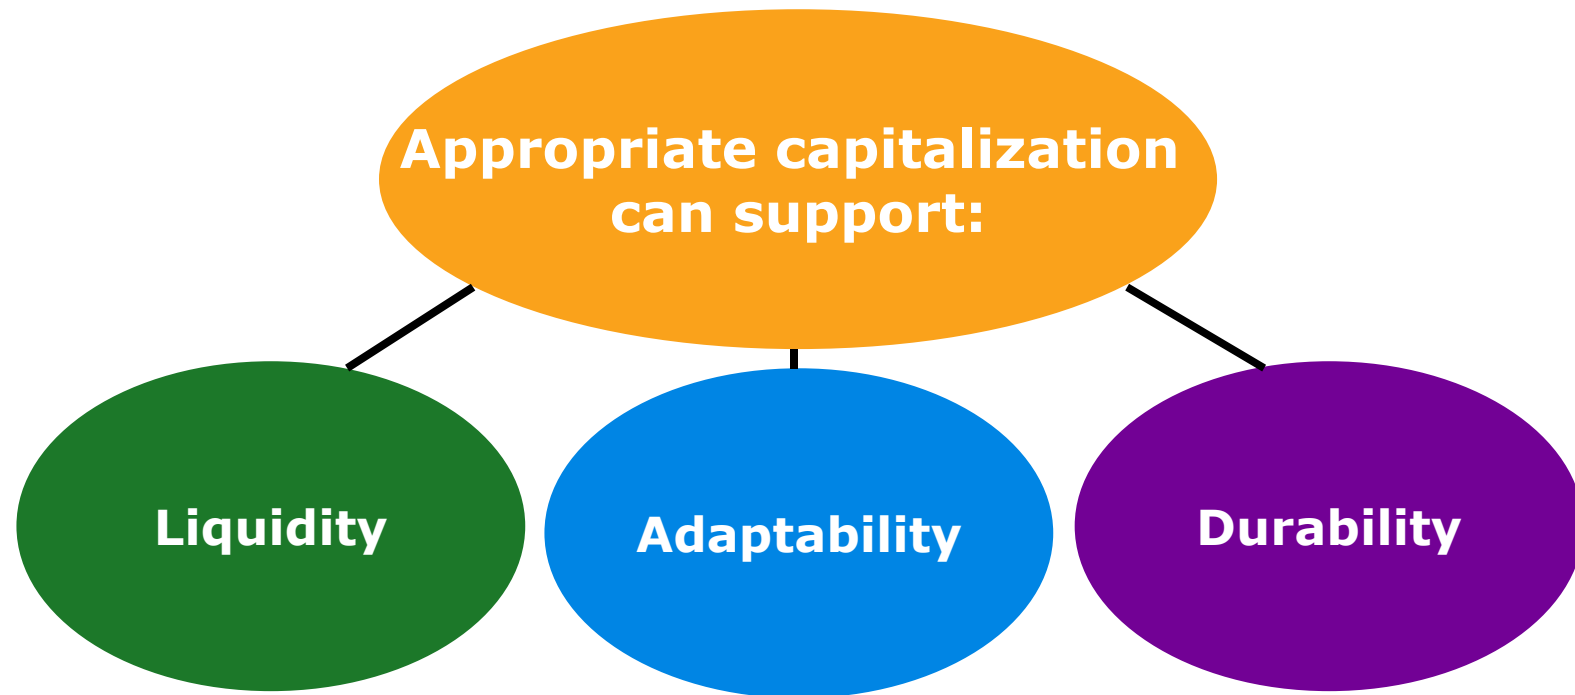 Appropriate capitalization
can support:
Liquidity
Adaptability
Durability